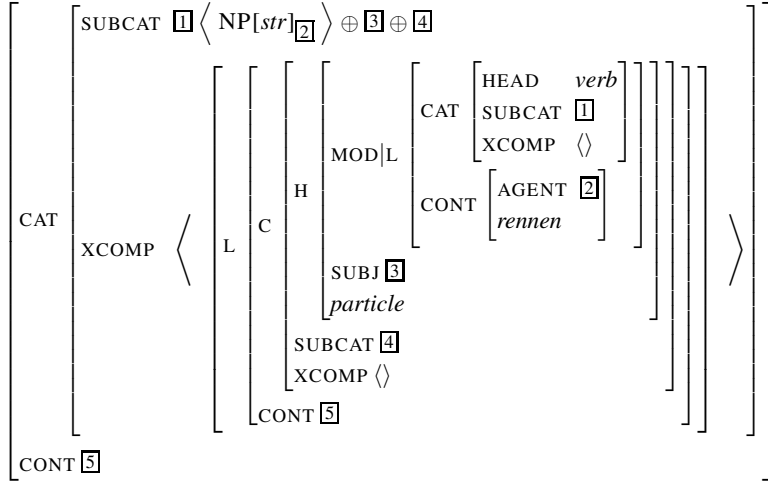 SUBCAT 1 ⟨ NP[str]2 ⟩ ⊕ 3 ⊕ 4
HEAD verb
CAT SUBCAT 1
XCOMP ⟨⟩
MOD|L
H
AGENT 2
CONT
rennen
CAT
C
XCOMP ⟨ L ⟩
SUBJ 3
particle
SUBCAT 4
XCOMP ⟨⟩
CONT 5
CONT 5